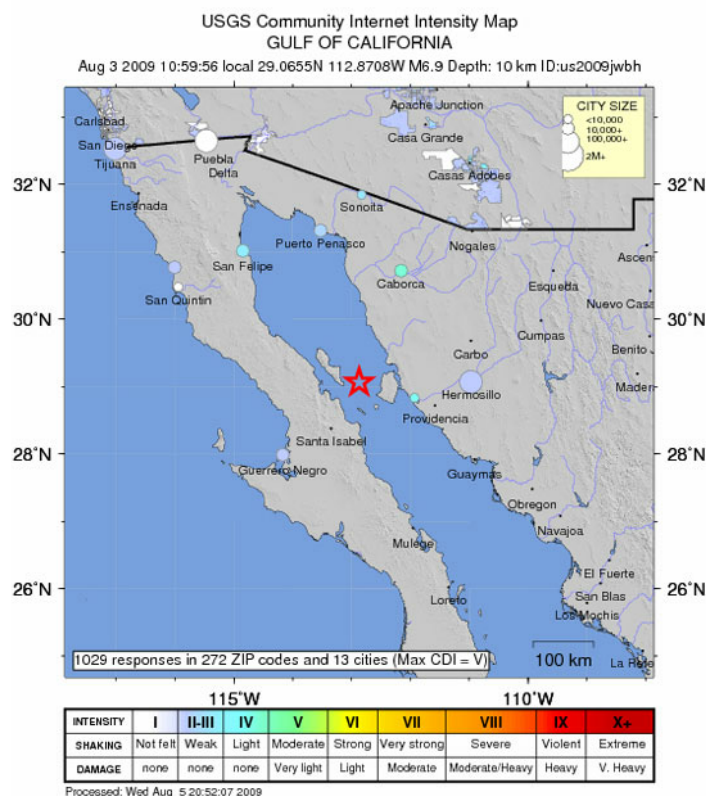 USGS Community Internet Intensity Map
GULF OF CALIFORNIA
Aug 3 2009 10:59:56 local 29.0655N 112.8708W M6.9 Depth: 10 km ID:us2009jwbh
Carlsbad
San Diego
Tijuana
Puebla
Delta
Apache Junction
Casa Grande
Casas Adobes
CITY SIZE
<10,000
10,000+
100,000+
2M+
32°N
32°N
Ensenada
Sonoita
Puerto Penasco
Nogales
San Felipe
Caborca
Esqueda
Ascen
San Quintin
Nuevo Casa
30°N
30°N
Cumpas
Carbo
Benito
Hermosillo
Mader
Providencia
Santa Isabel
28°N
28°N
Guerrero Negro
Guaymas
Obregon
Navojoa
Mulege
El Fuerte
26°N
26°N
Loreto
San Blas
Los Mochis
La Rete
1029 responses in 272 ZIP codes and 13 cities (Max CDI = V)
100 km
115°W
110°W
INTENSITY I II-III IV V VI VII VIII IX X+
SHAKING Not felt Weak Light Moderate Strong Very strong Severe Violent Extreme
DAMAGE none none none Very light Light Moderate Moderate/Heavy Heavy V. Heavy
Processed: Wed Aug 5 20:52:07 2009